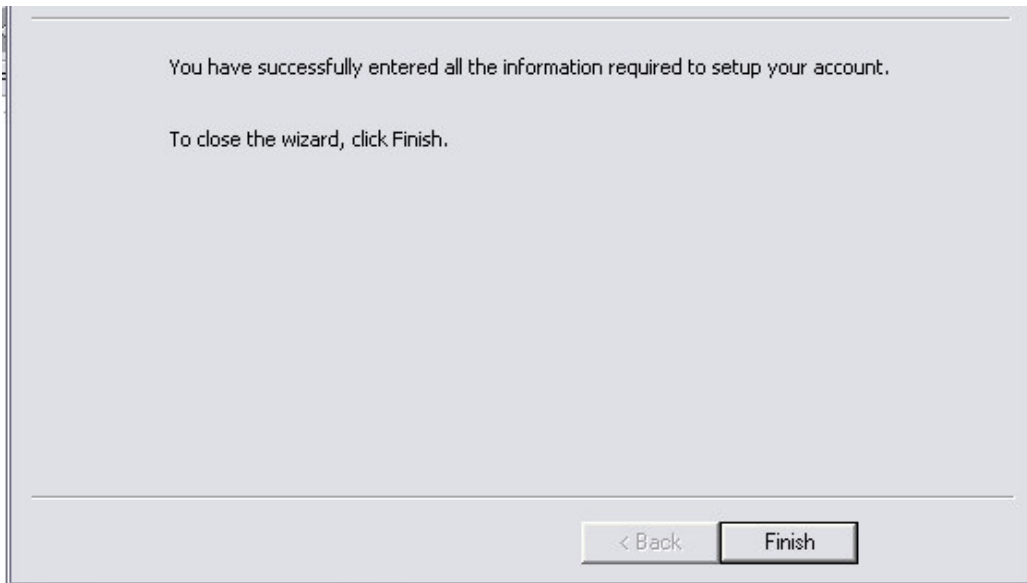 You have successfully entered all the information required to setup your account.
To close the wizard, click Finish.
< Back
Finish